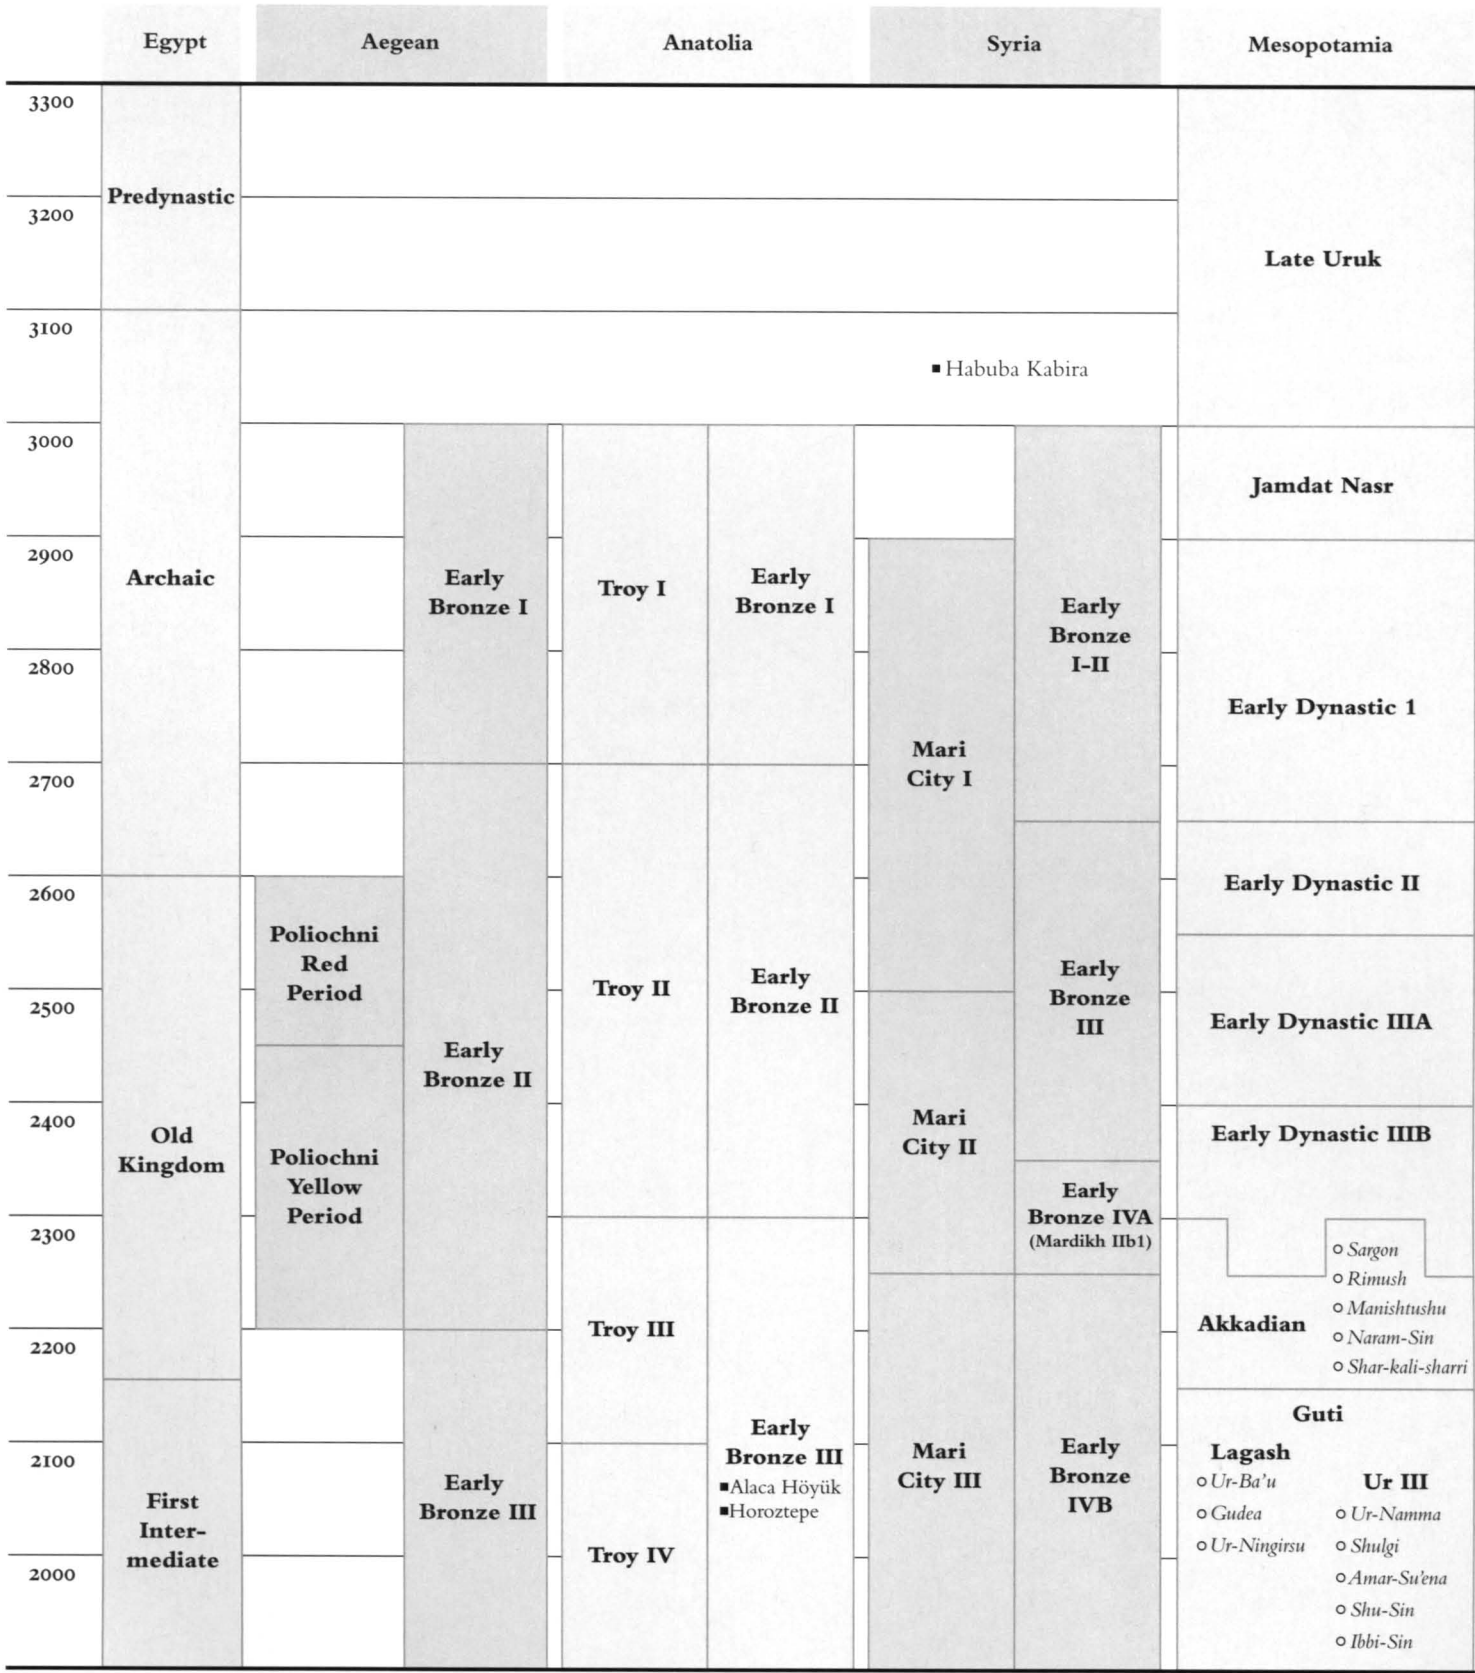 Egypt
Aegean
Anatolia
Syria
Mesopotamia
3300
3200
3100
3000
2900
2800
2700
2600
2500
2400
2300
2200
2100
2000
Predynastic
Archaic
Old
Kingdom
First
Inter-
mediate
Poliochni
Red
Period
Poliochni
Yellow
Period
Early
Bronze I
Early
Bronze II
Early
Bronze III
Troy I
Troy II
Troy III
Troy IV
Early
Bronze I
Early
Bronze II
Early
Bronze III
■Alaca Höyük
■Horoztepe
■ Habuba Kabira
Mari
City I
Mari
City II
Mari
City III
Early
Bronze
I-II
Early
Bronze
III
Early
Bronze IVA
(Mardikh IIb1)
Early
Bronze
IVB
Late Uruk
Jamdat Nasr
Early Dynastic 1
Early Dynastic II
Early Dynastic IIIA
Early Dynastic IIIB
Akkadian
○ Sargon
○ Rimush
○ Manishtushu
○ Naram-Sin
○ Shar-kali-sharri
Guti
Lagash
○ Ur-Ba'u
○ Gudea
○ Ur-Ningirsu
Ur III
○ Ur-Namma
○ Shulgi
○ Amar-Su'ena
○ Shu-Sin
○ Ibbi-Sin